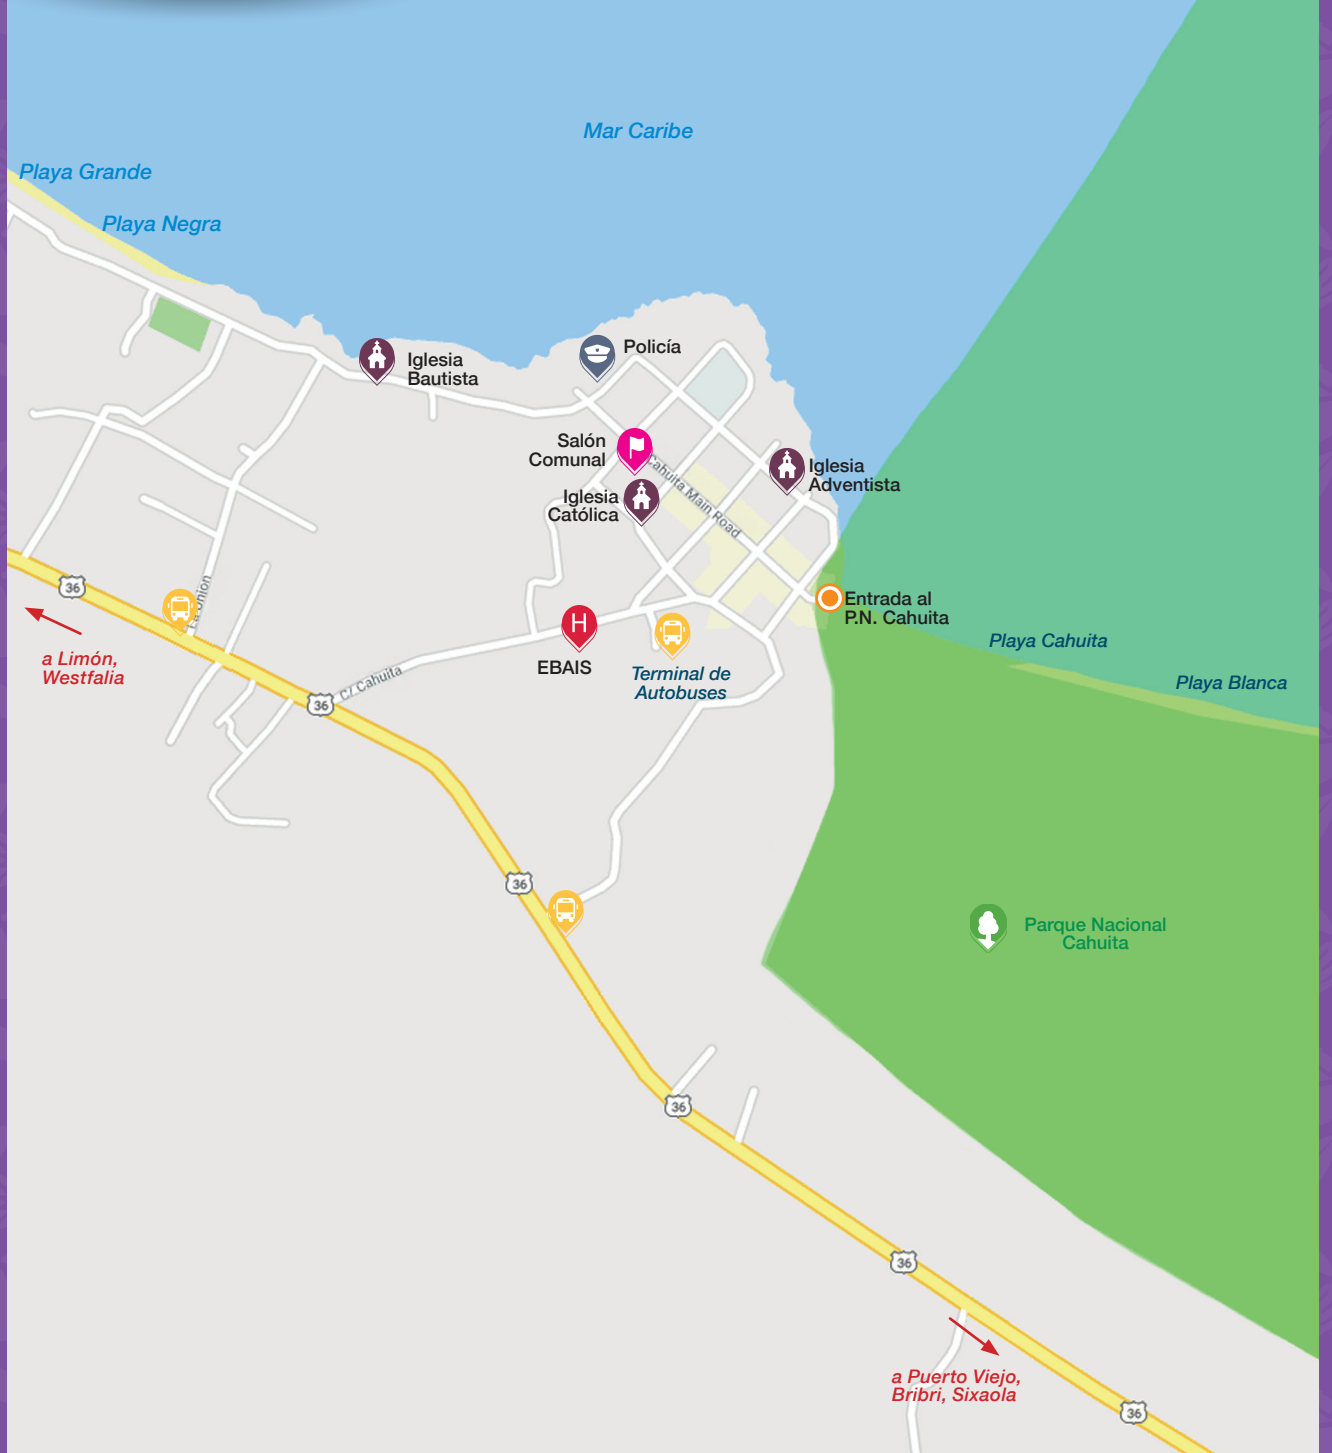 Mar Caribe
Playa Grande
Playa Negra
Policía
Iglesia
Bautista
Salón
Comunal
Cahuita Main Road
Iglesia
Adventista
Iglesia
Católica
36
La Union
Entrada al
P.N. Cahuita
H
Playa Cahuita
a Limón,
Westfalia
EBAIS
Terminal de
Autobuses
Playa Blanca
C/ Cahuita
36
36
Parque Nacional
Cahuita
36
36
a Puerto Viejo,
Bribri, Sixaola
36